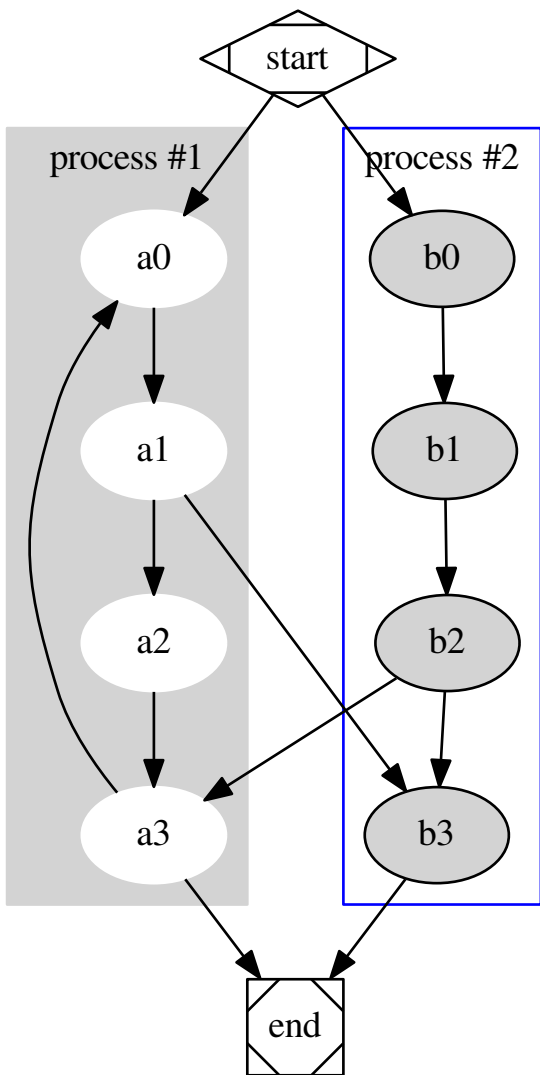 start
process #1
process #2
a0
b0
a1
b1
a2
b2
a3
b3
end